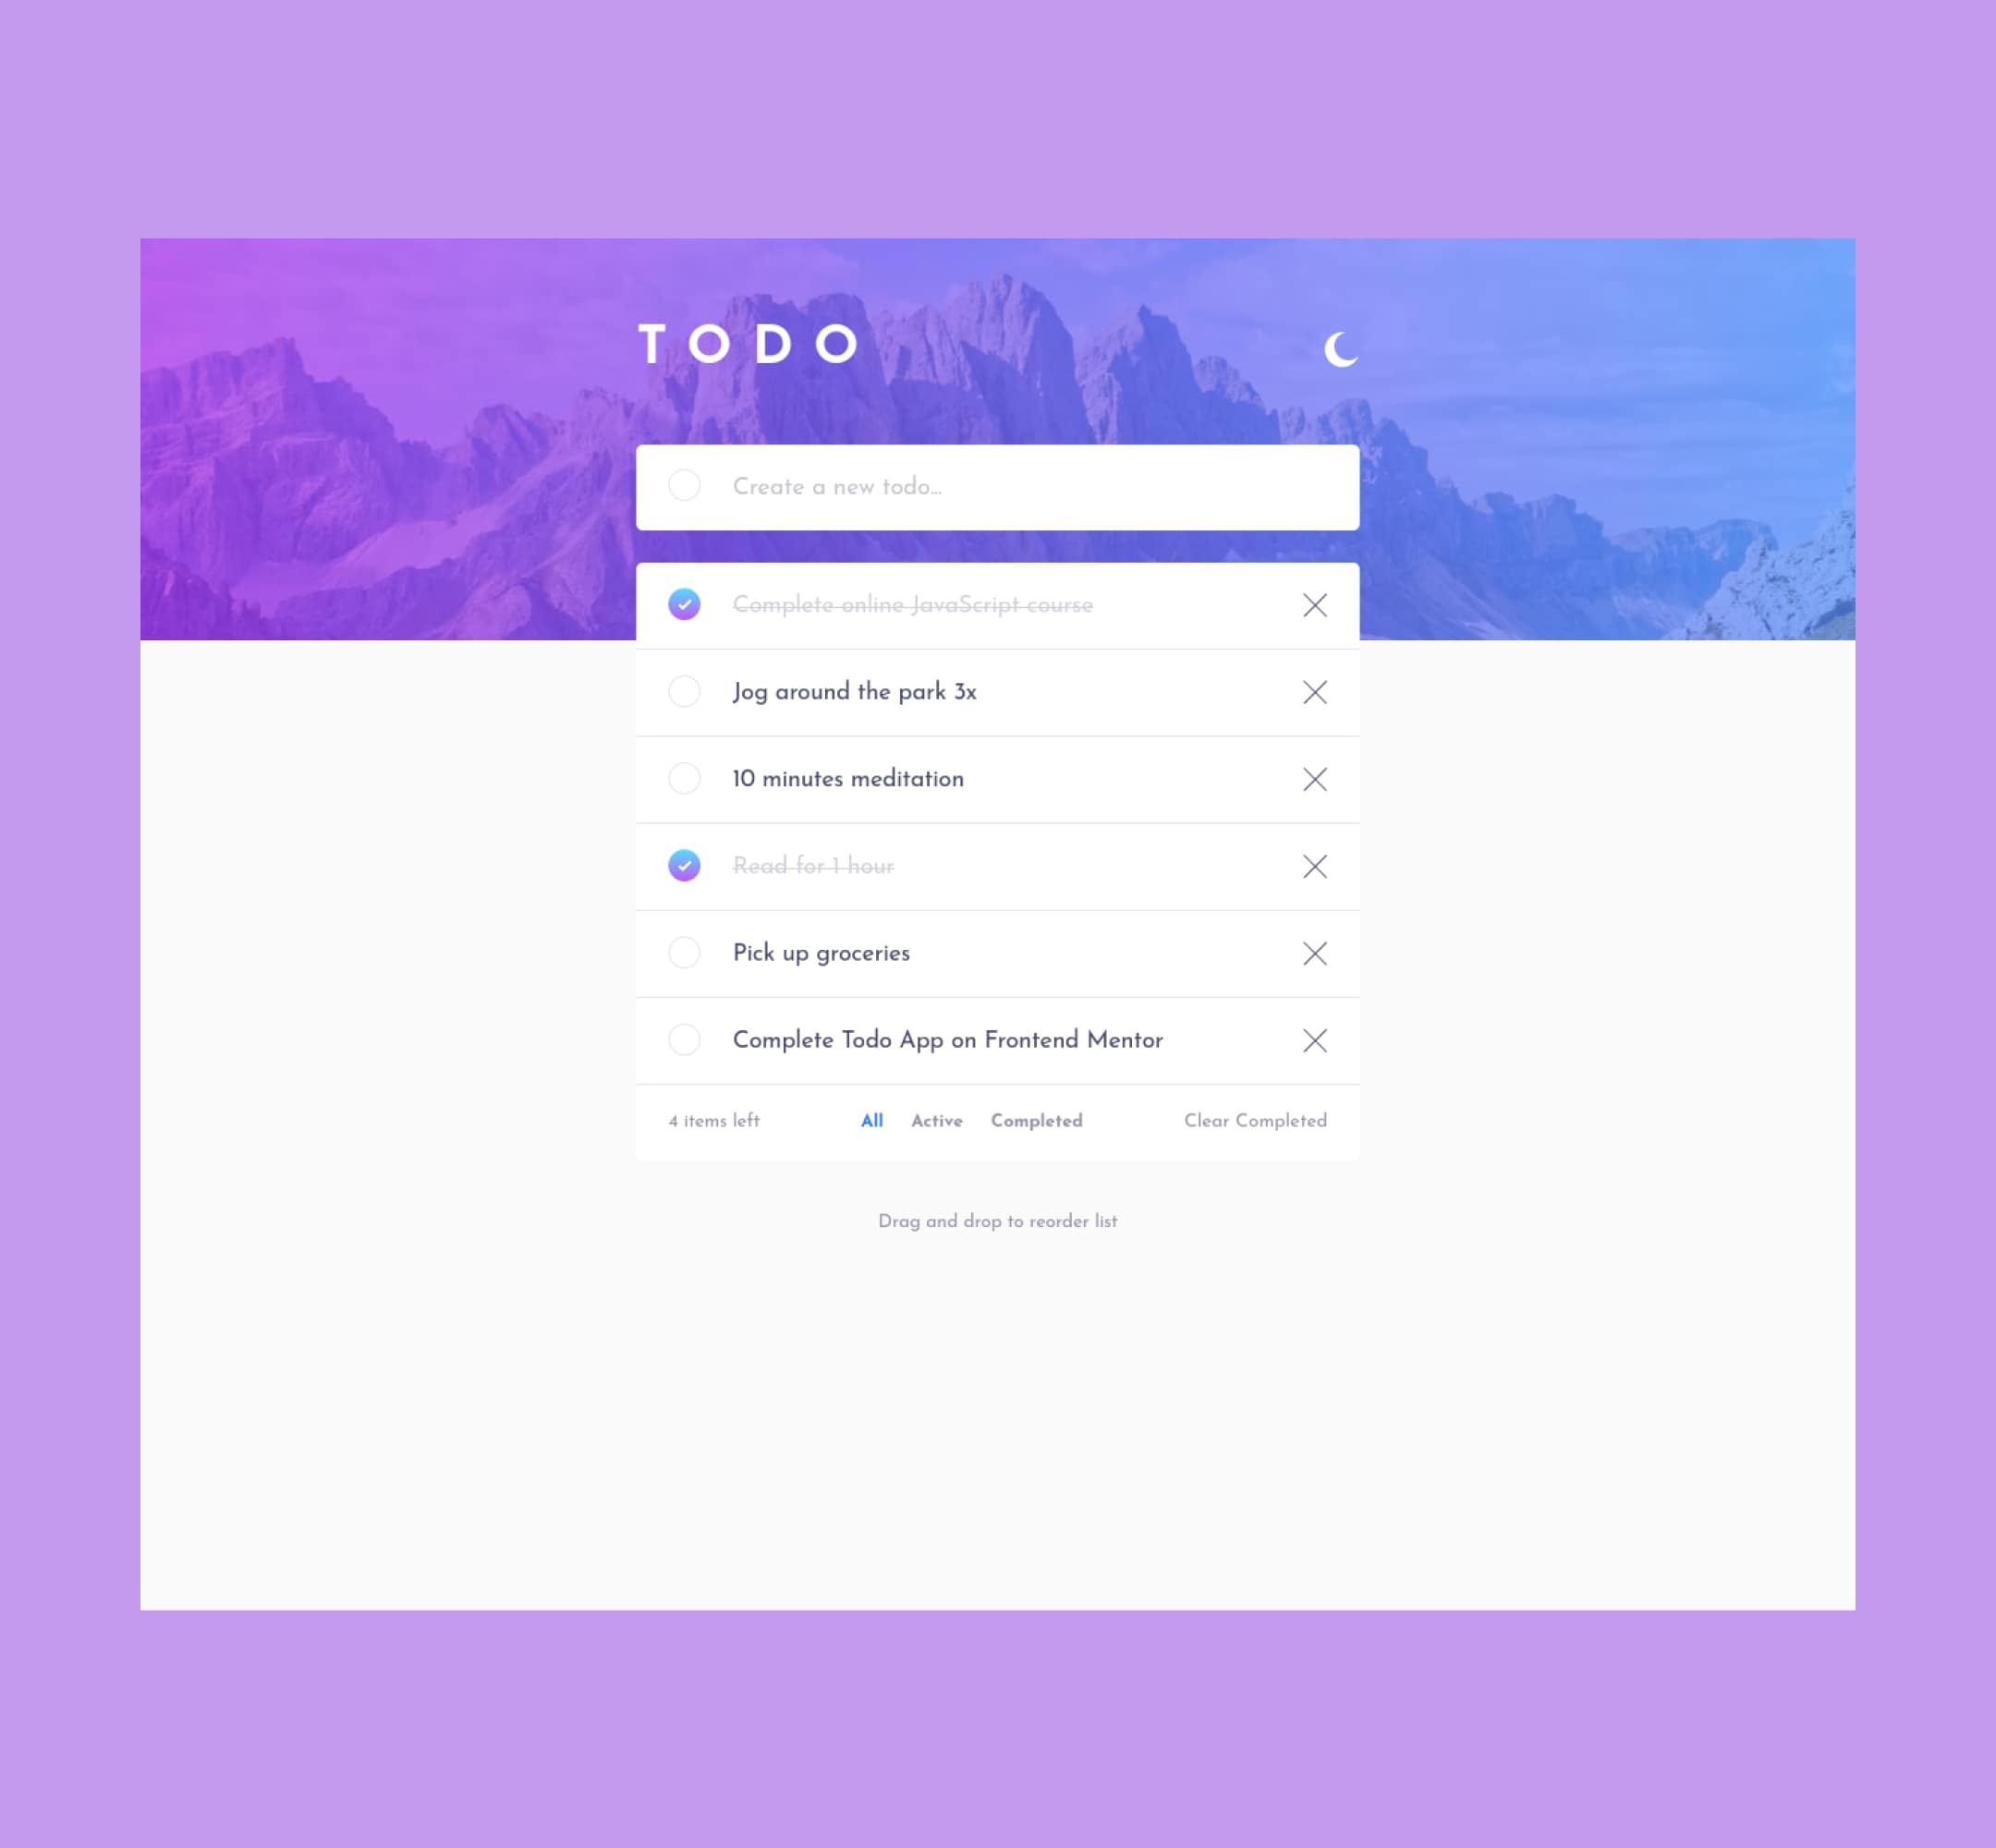 TODO
Create a new todo...
Complete online JavaScript course
Jog around the park 3x
10 minutes meditation
Read for 1 hour
Pick up groceries
Complete Todo App on Frontend Mentor
4 items left All Active Completed Clear Completed
Drag and drop to reorder list